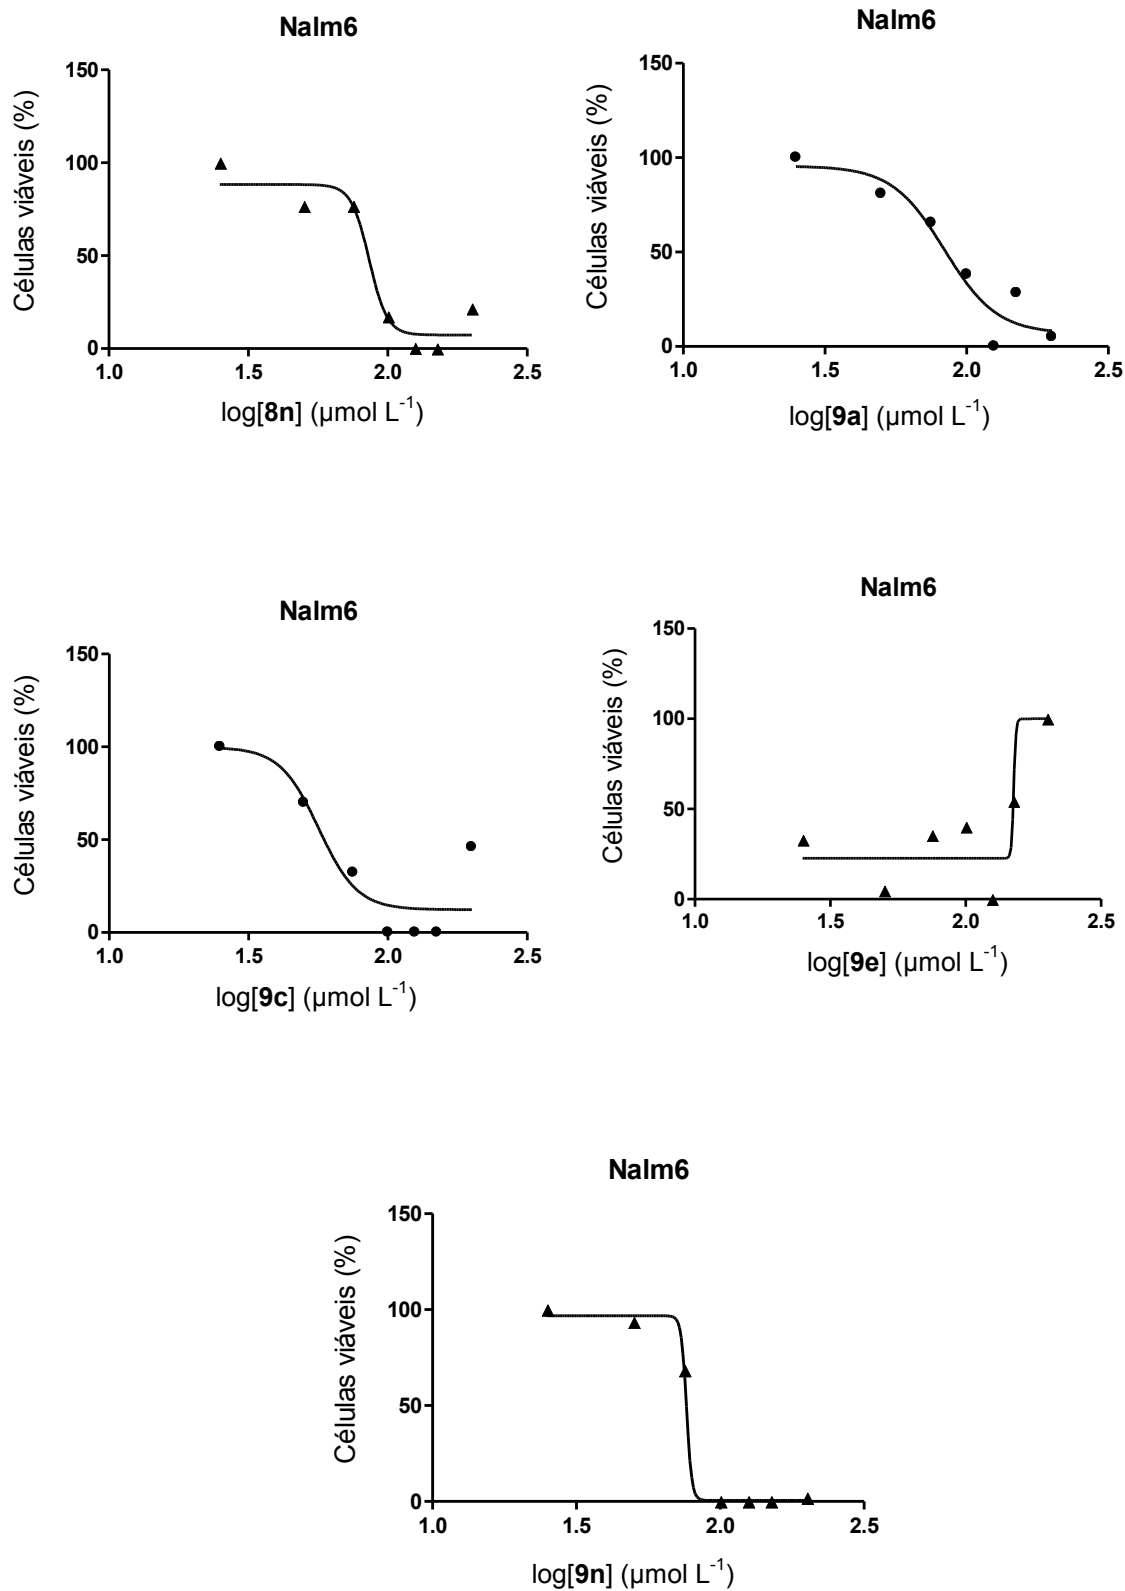 Nalm6
150
100
50
0
1.0 1.5 2.0 2.5
Células viáveis (%)
log[8n] (µmol L-1)
Nalm6
150
100
50
0
1.0 1.5 2.0 2.5
Células viáveis (%)
log[9a] (µmol L-1)
Nalm6
150
100
50
0
1.0 1.5 2.0 2.5
Células viáveis (%)
log[9c] (µmol L-1)
Nalm6
150
100
50
0
1.0 1.5 2.0 2.5
Células viáveis (%)
log[9e] (µmol L-1)
Nalm6
150
100
50
0
1.0 1.5 2.0 2.5
Células viáveis (%)
log[9n] (µmol L-1)